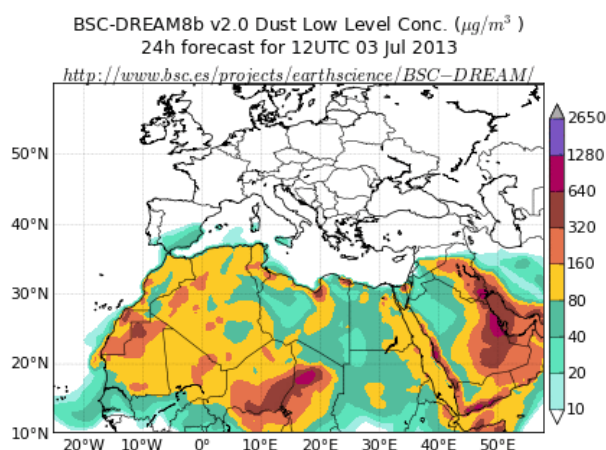 BSC-DREAM8b v2.0 Dust Low Level Conc. (μg/m³ )
24h forecast for 12UTC 03 Jul 2013
http://www.bsc.es/projects/earthscience/BSC−DREAM/
2650
1280
640
320
160
80
40
20
10
50°N
40°N
30°N
20°N
10°N
20°W 10°W 0° 10°E 20°E 30°E 40°E 50°E